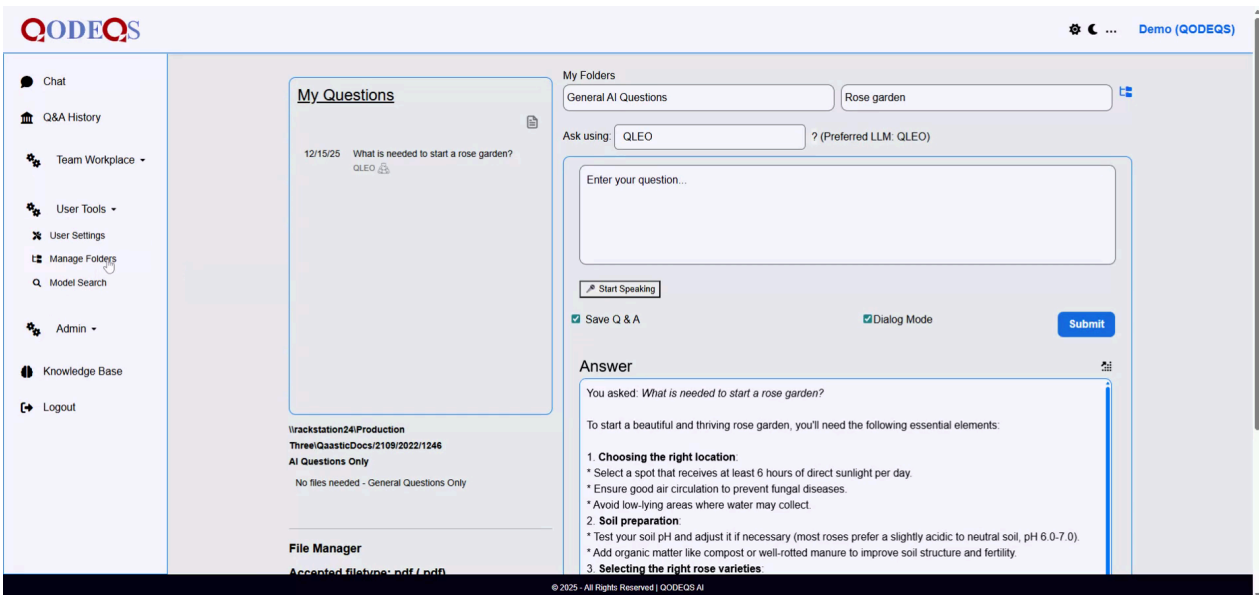 QODEQS
...
Demo (QODEQS)
Chat
Q&A History
Team Workplace
User Tools
User Settings
Manage Folders
Model Search
Admin
Knowledge Base
Logout
My Questions
12/15/25 What is needed to start a rose garden?
QLEO
\\rackstation24\Production
Three\QaasticDocs/2109/2022/1246
AI Questions Only
No files needed - General Questions Only
File Manager
Accepted filetype: pdf (.pdf)
My Folders
General AI Questions
Rose garden
Ask using: QLEO ? (Preferred LLM: QLEO)
Enter your question...
Start Speaking
Save Q & A
Dialog Mode
Submit
Answer
You asked: What is needed to start a rose garden?
To start a beautiful and thriving rose garden, you'll need the following essential elements:
1. Choosing the right location:
* Select a spot that receives at least 6 hours of direct sunlight per day.
* Ensure good air circulation to prevent fungal diseases.
* Avoid low-lying areas where water may collect.
2. Soil preparation:
* Test your soil pH and adjust it if necessary (most roses prefer a slightly acidic to neutral soil, pH 6.0-7.0).
* Add organic matter like compost or well-rotted manure to improve soil structure and fertility.
3. Selecting the right rose varieties:
© 2025 - All Rights Reserved | QODEQS AI